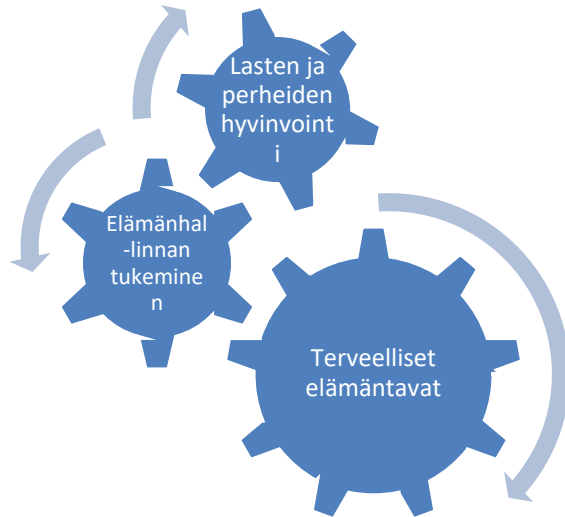 Lasten ja
perheiden
hyvinvoint
i
Elämänhal
-linnan
tukemine
n
Terveelliset
elämäntavat